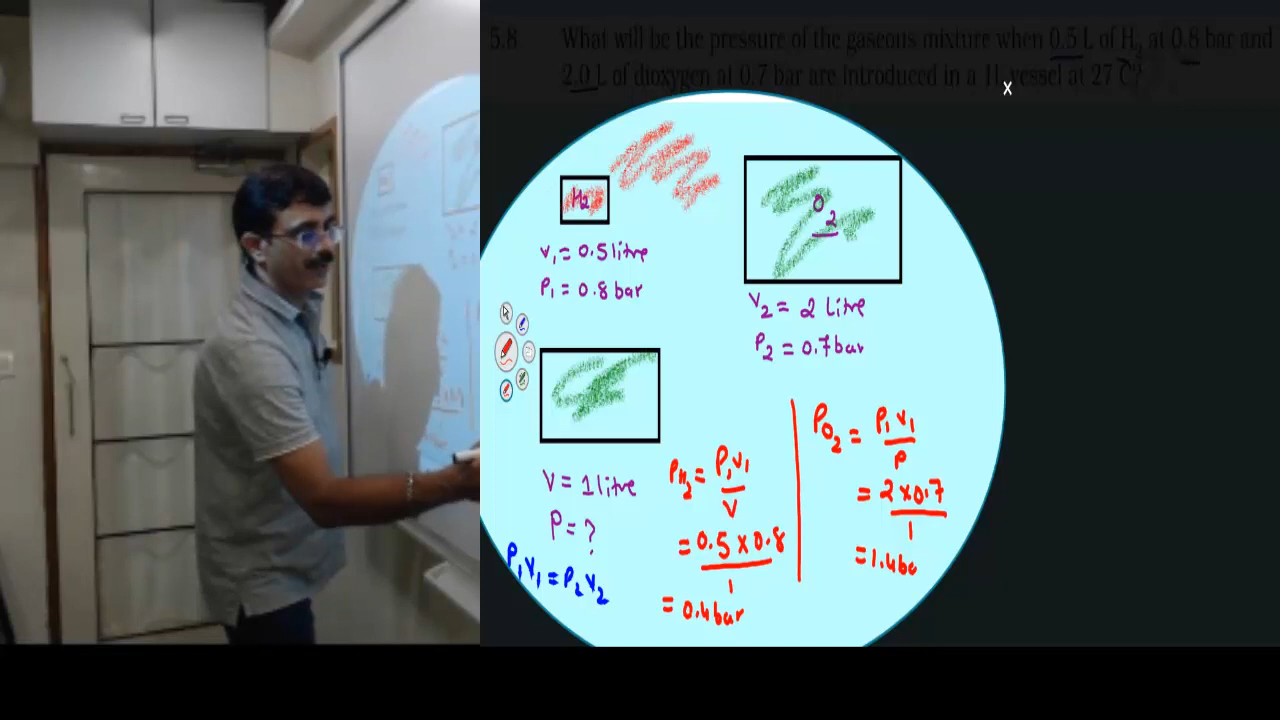 5.8. What will be the pressure of the gaseous mixture when 0.5 L of H2 at 0.8 bar and
2.0 L of dioxygen at 0.7 bar are introduced in a 1L vessel at 27°C?
x
H2
V1 = 0.5 litre
P1 = 0.8 bar
O2
V2 = 2 Litre
P2 = 0.7 bar
V = 1 litre
P = ?
P1V1 = P2V2
PH2 = P1V1
V
= 0.5 × 0.8
1
= 0.4 bar
PO2 = P1V1
P
= 2 × 0.7
1
= 1.4 ba